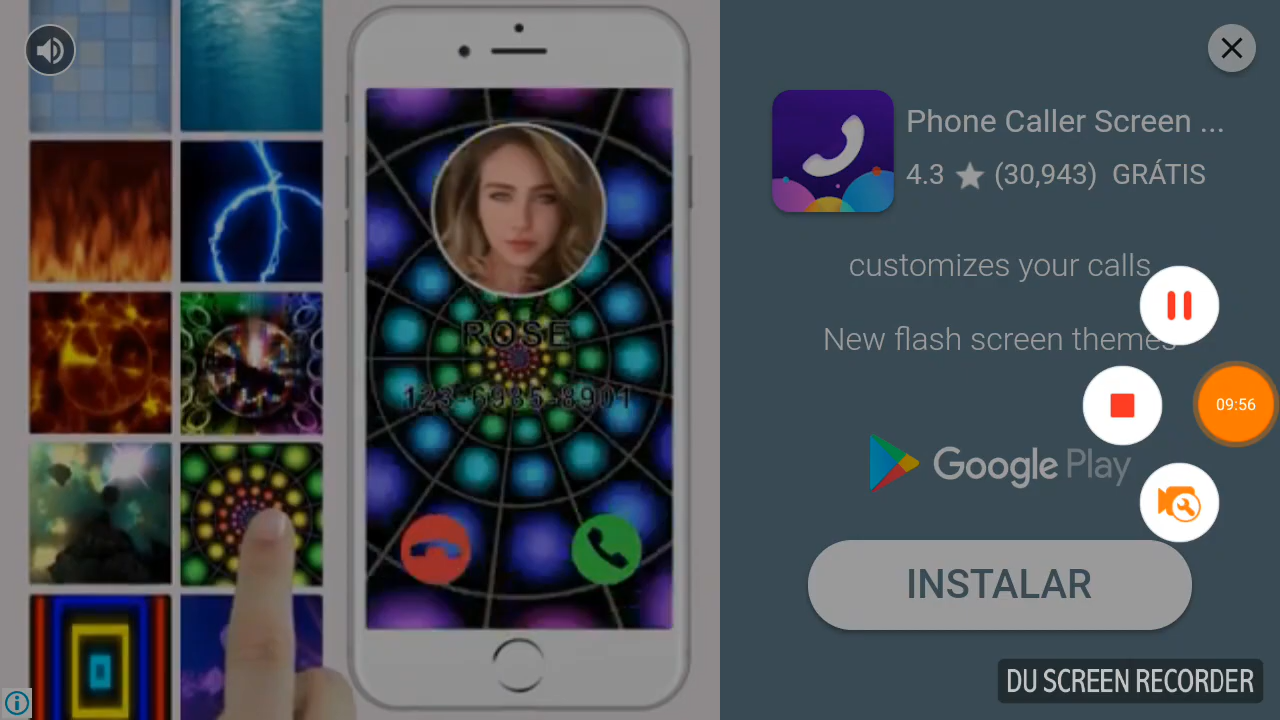 Phone Caller Screen ...
4.3 ★ (30,943) GRÁTIS
customizes your calls
New flash screen themes
ROSE
123-6985-8901
09:56
Google Play
INSTALAR
DU SCREEN RECORDER